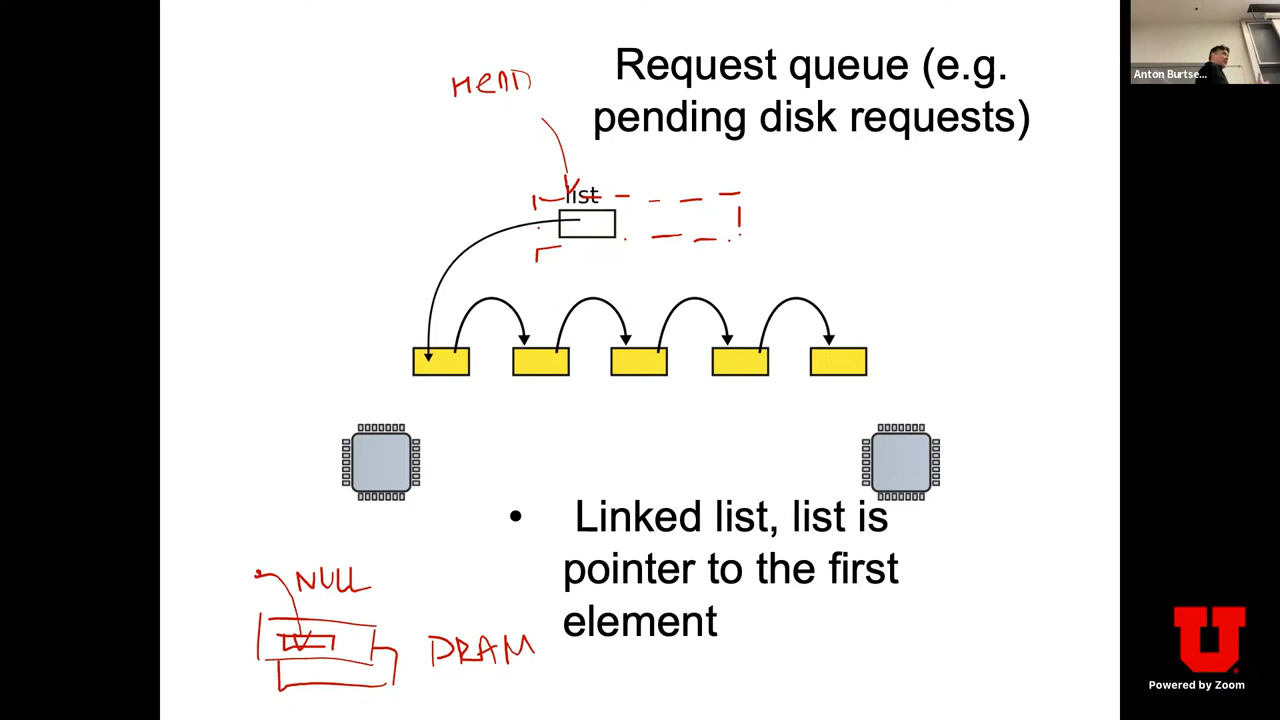 Request queue (e.g.
pending disk requests)
HEAD
list
• Linked list, list is
pointer to the first
element
NULL
DRAM
Anton Burtse...
U
Powered by Zoom